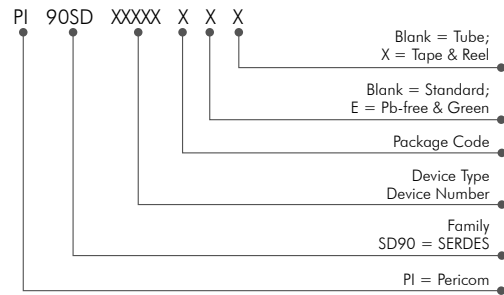 PI 90SD XXXXX X X X
Blank = Tube;
X = Tape & Reel
Blank = Standard;
E = Pb-free & Green
Package Code
Device Type
Device Number
Family
SD90 = SERDES
PI = Pericom